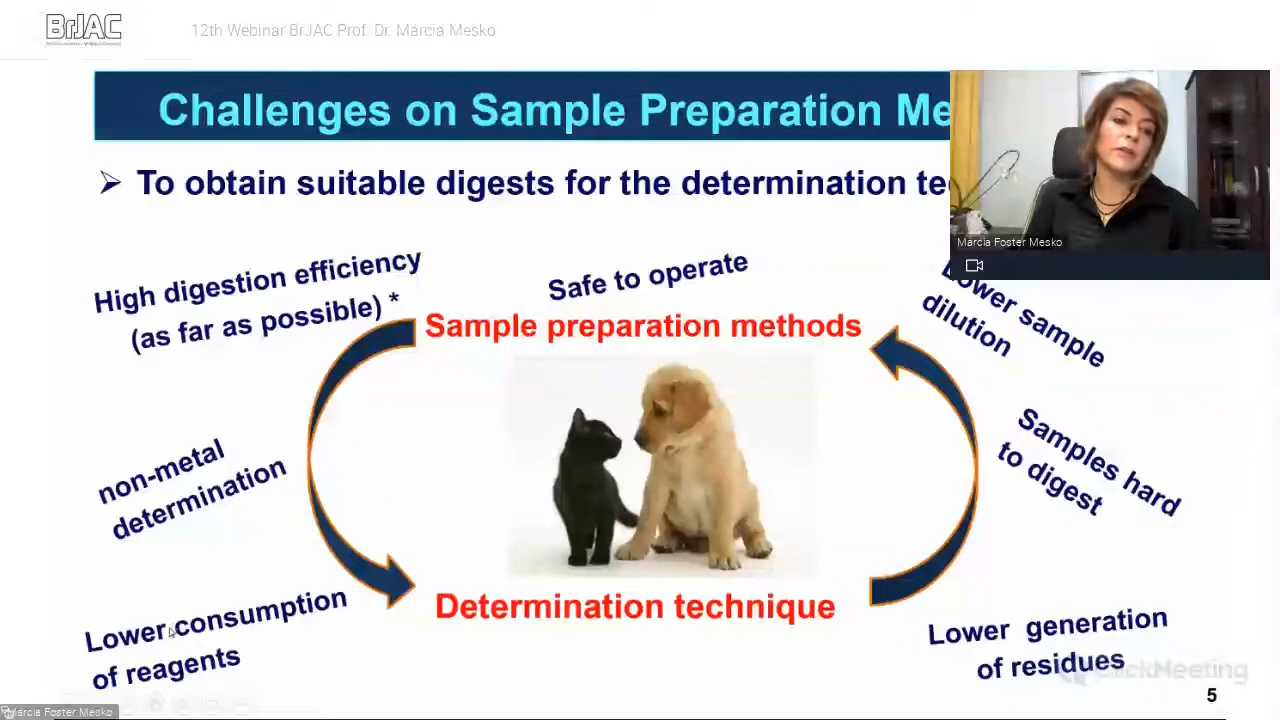 BrJAC
12th Webinar BrJAC Prof. Dr. Márcia Mesko
Challenges on Sample Preparation Me
➢ To obtain suitable digests for the determination te
Márcia Foster Mesko
High digestion efficiency
(as far as possible) *
Safe to operate
Lower sample
dilution
Sample preparation methods
non-metal
determination
Samples hard
to digest
Determination technique
Lower consumption
of reagents
Lower generation
of residues
ClickMeeting
5
Márcia Foster Mesko